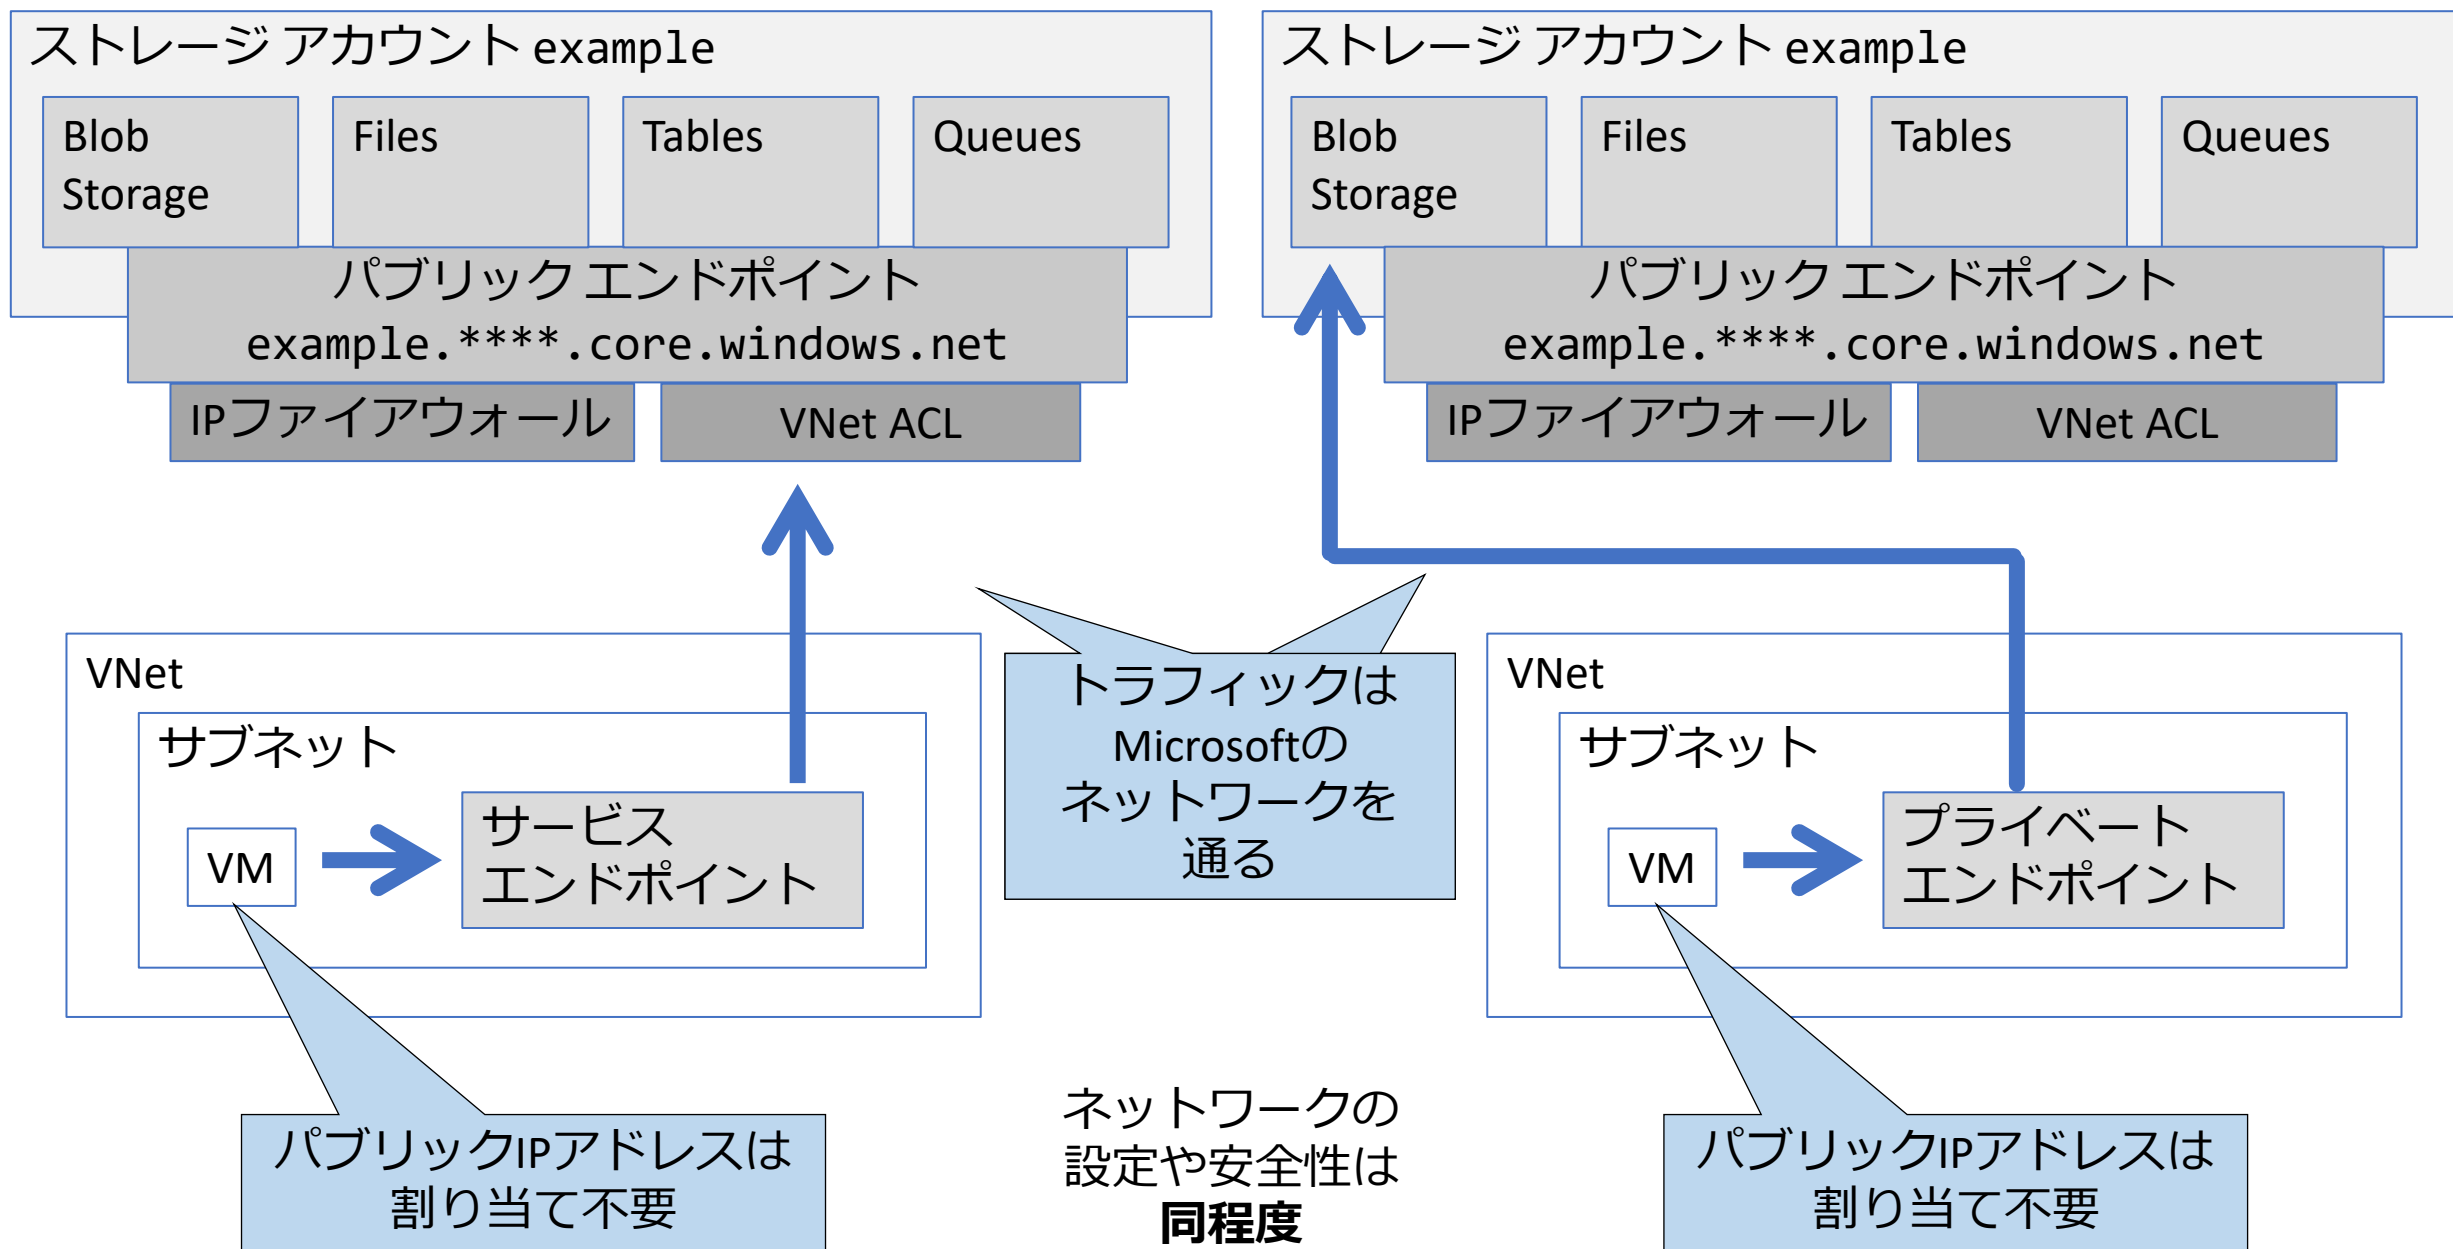 ストレージ アカウント example
Blob
Storage
Files
Tables
Queues
パブリック エンドポイント
example.****.core.windows.net
IPファイアウォール
VNet ACL
ストレージ アカウント example
Blob
Storage
Files
Tables
Queues
パブリック エンドポイント
example.****.core.windows.net
IPファイアウォール
VNet ACL
VNet
サブネット
VM
サービス
エンドポイント
トラフィックは
Microsoftの
ネットワークを
通る
VNet
サブネット
VM
プライベート
エンドポイント
パブリックIPアドレスは
割り当て不要
ネットワークの
設定や安全性は
同程度
パブリックIPアドレスは
割り当て不要